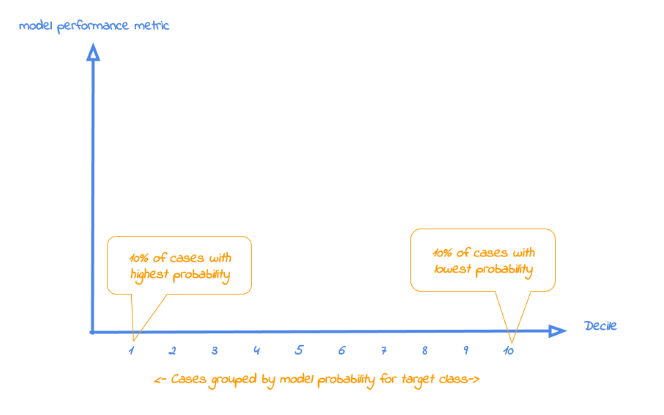 model performance metric
10% of cases with
highest probability
10% of cases with
lowest probability
Decile
1 2 3 4 5 6 7 8 9 10
<- Cases grouped by model probability for target class->